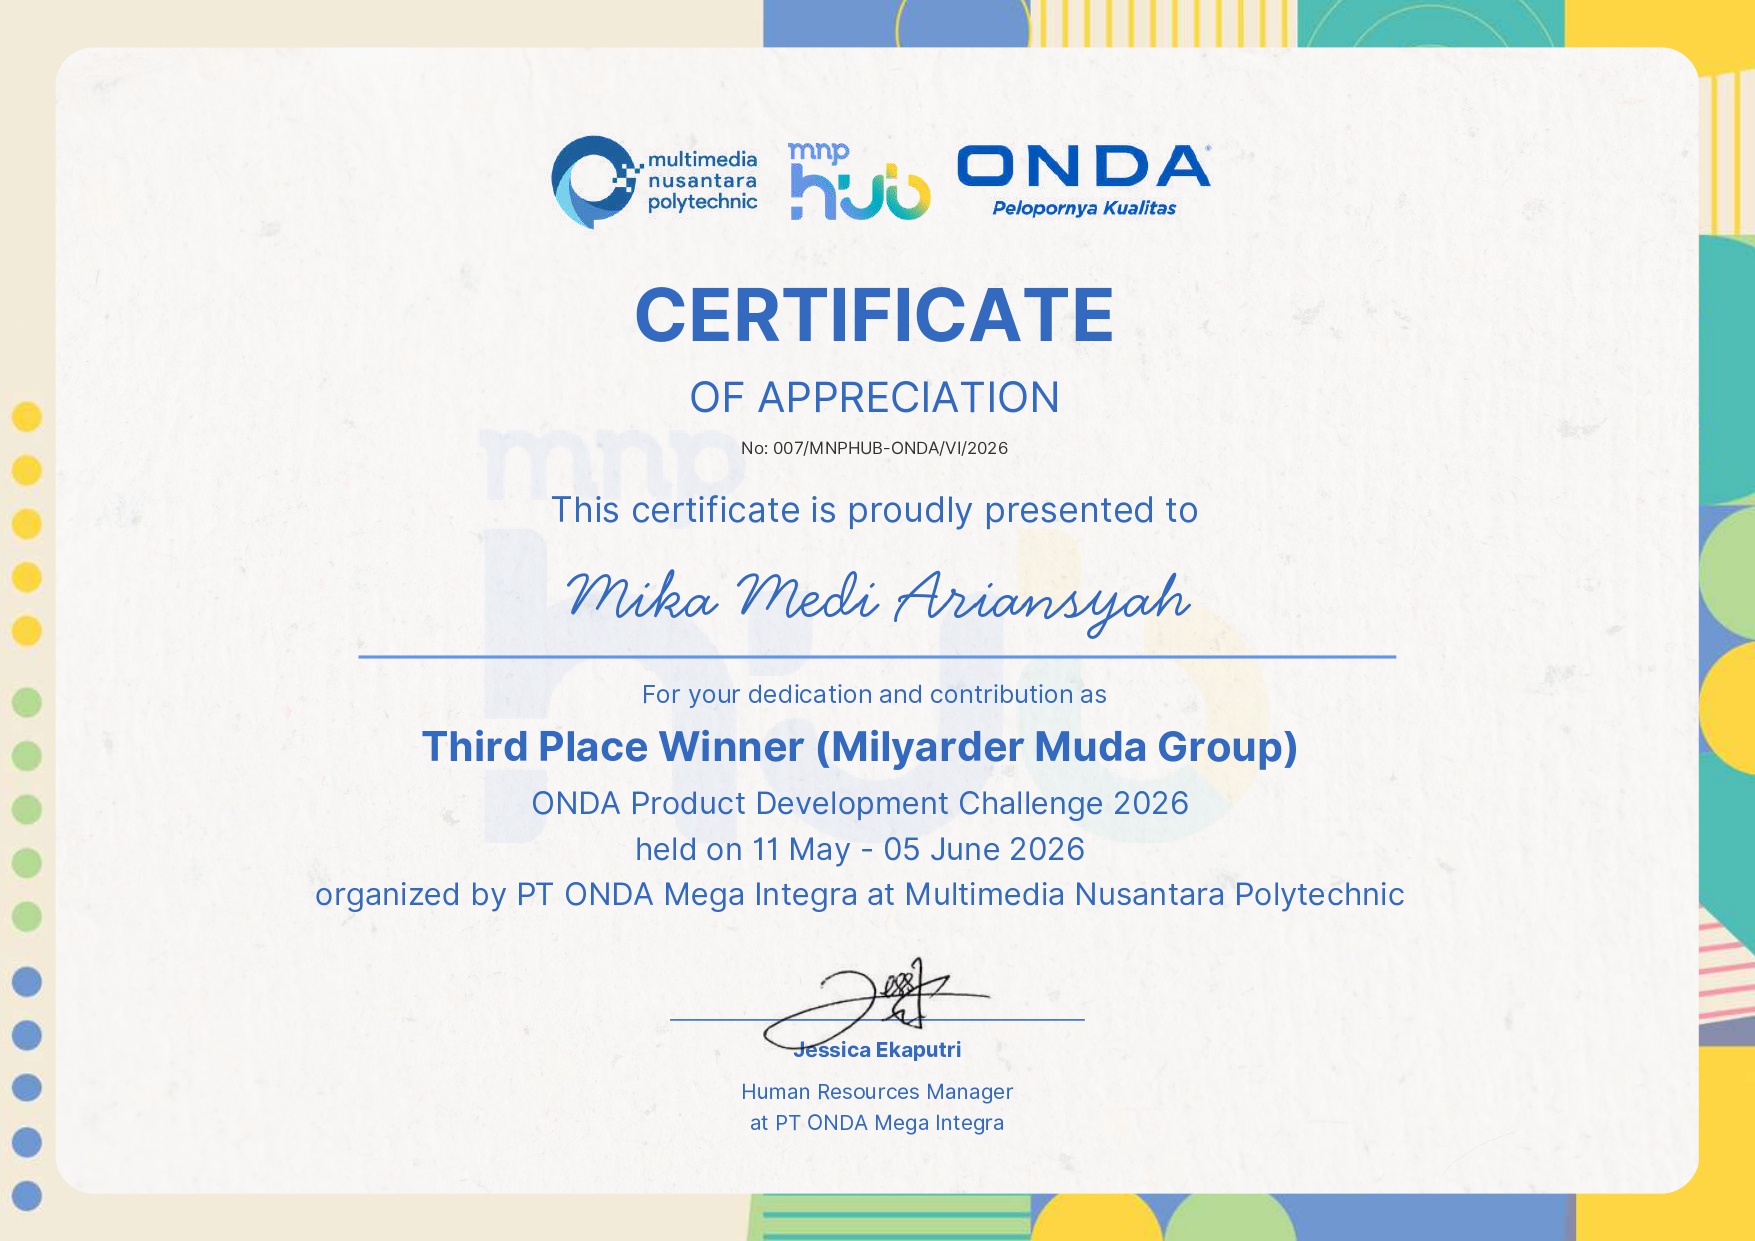 multimedia
nusantara
polytechnic
mnp
hub
ONDA
Pelopornya Kualitas
CERTIFICATE
OF APPRECIATION
No: 007/MNPHUB-ONDA/VI/2026
mnp
hub
This certificate is proudly presented to
Mika Medi Ariansyah
For your dedication and contribution as
Third Place Winner (Milyarder Muda Group)
ONDA Product Development Challenge 2026
held on 11 May - 05 June 2026
organized by PT ONDA Mega Integra at Multimedia Nusantara Polytechnic
Jessica Ekaputri
Human Resources Manager
at PT ONDA Mega Integra